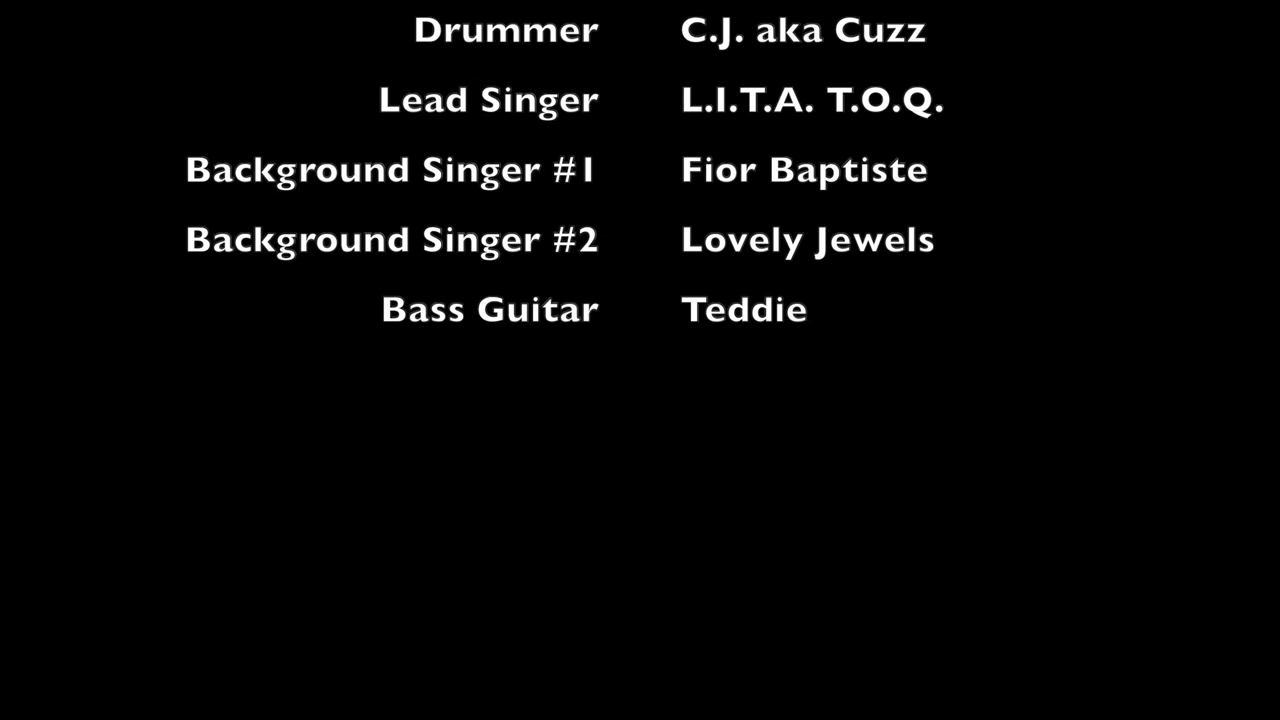 Drummer C.J. aka Cuzz
Lead Singer L.I.T.A. T.O.Q.
Background Singer #1 Fior Baptiste
Background Singer #2 Lovely Jewels
Bass Guitar Teddie